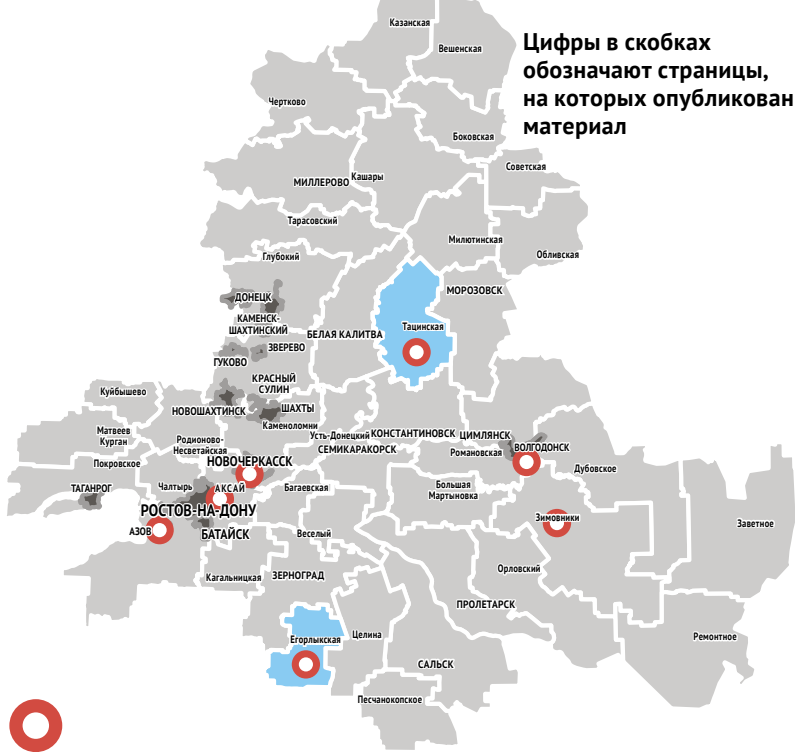 Казанская
Вешенская
Цифры в скобках
обозначают страницы,
на которых опубликован
материал
Чертково
Боковская
Советская
МИЛЛЕРОВО
Кашары
Тарасовский
Милютинская
Обливская
Глубокий
МОРОЗОВСК
ДОНЕЦК
КАМЕНСК-
ШАХТИНСКИЙ
БЕЛАЯ КАЛИТВА
Тацинская
ЗВЕРЕВО
ГУКОВО
КРАСНЫЙ
СУЛИН
Куйбышево
НОВОШАХТИНСК
ШАХТЫ
Каменоломни
Матвеев
Курган
Родионово-
Несветайская
Усть-Донецкий
КОНСТАНТИНОВСК
ЦИМЛЯНСК
СЕМИКАРАКОРСК
Романовская
ВОЛГОДОНСК
Покровское
НОВОЧЕРКАССК
Дубовское
ТАГАНРОГ
Чалтырь
АКСАЙ
Багаевская
Большая
Мартыновка
РОСТОВ-НА-ДОНУ
Зимовники
Заветное
АЗОВ
БАТАЙСК
Веселый
Кагальницкая
ЗЕРНОГРАД
Орловский
ПРОЛЕТАРСК
Егорлыкская
Целина
Ремонтное
САЛЬСК
Песчанокопское